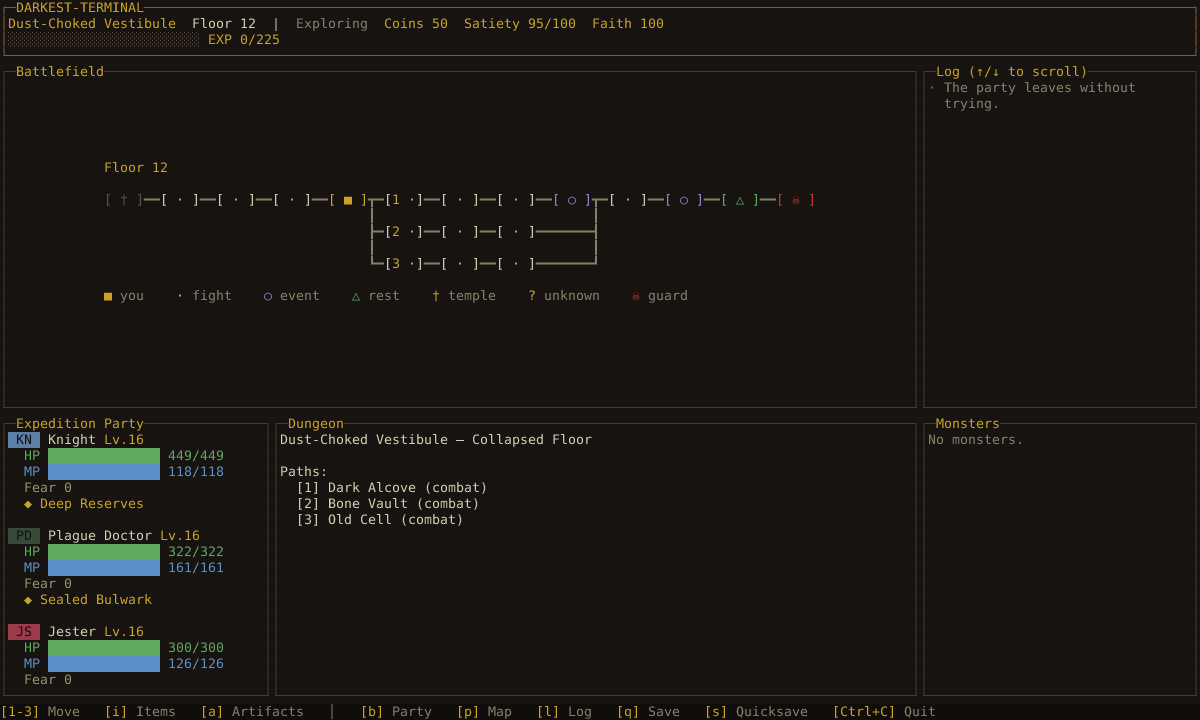 DARKEST-TERMINAL
Dust-Choked Vestibule  Floor 12  |  Exploring  Coins 50  Satiety 95/100  Faith 100
EXP 0/225
Battlefield
Log (↑/↓ to scroll)
· The party leaves without
trying.
Floor 12
[ † ]──[ · ]──[ · ]──[ · ]──[ ■ ]┬─[1 ·]──[ · ]──[ · ]──[ ○ ]┬─[ · ]──[ ○ ]──[ △ ]──[ ☠ ]
├─[2 ·]──[ · ]──[ · ]───────┤
└─[3 ·]──[ · ]──[ · ]───────┘
■ you    · fight    ○ event    △ rest    † temple    ? unknown    ☠ guard
Expedition Party
KN  Knight Lv.16
HP 449/449
MP 118/118
Fear 0
◆ Deep Reserves
PD  Plague Doctor Lv.16
HP 322/322
MP 161/161
Fear 0
◆ Sealed Bulwark
JS  Jester Lv.16
HP 300/300
MP 126/126
Fear 0
Dungeon
Dust-Choked Vestibule — Collapsed Floor
Paths:
[1] Dark Alcove (combat)
[2] Bone Vault (combat)
[3] Old Cell (combat)
Monsters
No monsters.
[1-3] Move   [i] Items   [a] Artifacts   │   [b] Party   [p] Map   [l] Log   [q] Save   [s] Quicksave   [Ctrl+C] Quit